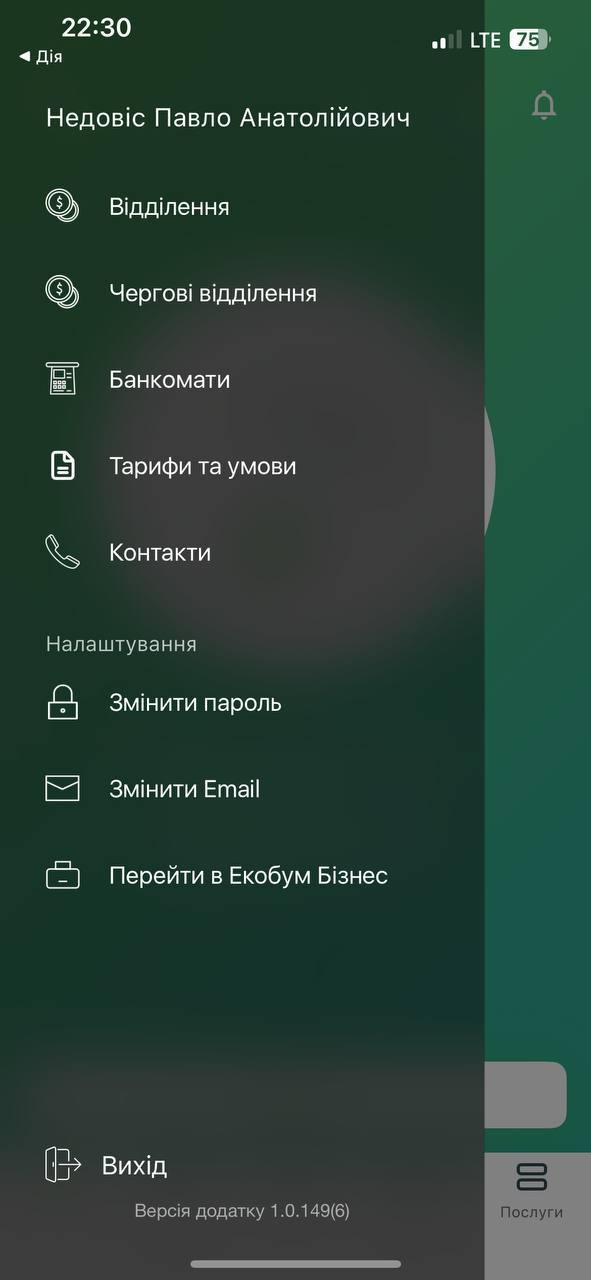 22:30
LTE 75
◀ Дія
Недовіс Павло Анатолійович
Відділення
Чергові відділення
Банкомати
Тарифи та умови
Контакти
Налаштування
Змінити пароль
Змінити Email
Перейти в Екобум Бізнес
Вихід
Версія додатку 1.0.149(6)
Послуги